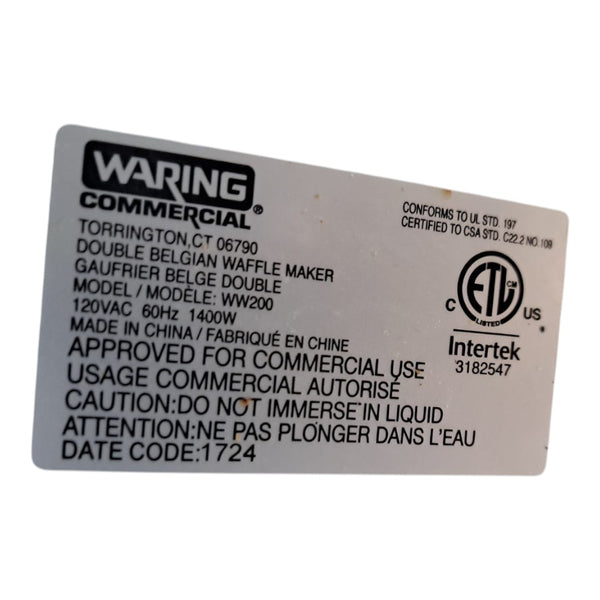 WARING
COMMERCIAL®
TORRINGTON, CT 06790
DOUBLE BELGIAN WAFFLE MAKER
GAUFRIER BELGE DOUBLE
MODEL / MODÈLE: WW200
120VAC 60Hz 1400W
MADE IN CHINA / FABRIQUÉ EN CHINE
APPROVED FOR COMMERCIAL USE
USAGE COMMERCIAL AUTORISÉ
CAUTION:DO NOT IMMERSE IN LIQUID
ATTENTION:NE PAS PLONGER DANS L'EAU
DATE CODE:1724
CONFORMS TO UL STD. 197
CERTIFIED TO CSA STD. C22.2 NO.109
C ETL CM US
LISTED
Intertek
3182547